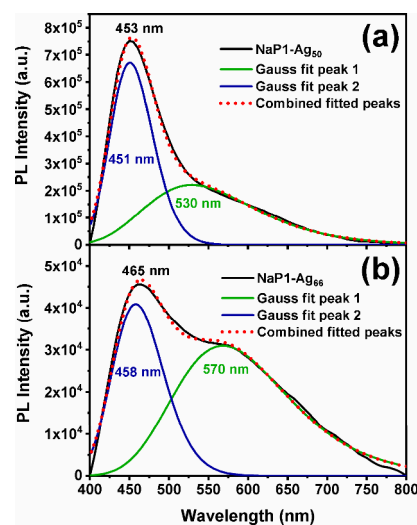 (a)
453 nm
NaP1-Ag50
Gauss fit peak 1
Gauss fit peak 2
Combined fitted peaks
451 nm
530 nm
PL Intensity (a.u.)
8x10^5
7x10^5
6x10^5
5x10^5
4x10^5
3x10^5
2x10^5
1x10^5
0
(b)
465 nm
NaP1-Ag66
Gauss fit peak 1
Gauss fit peak 2
Combined fitted peaks
458 nm
570 nm
PL Intensity (a.u.)
5x10^4
4x10^4
3x10^4
2x10^4
1x10^4
0
400 450 500 550 600 650 700 750 800
Wavelength (nm)